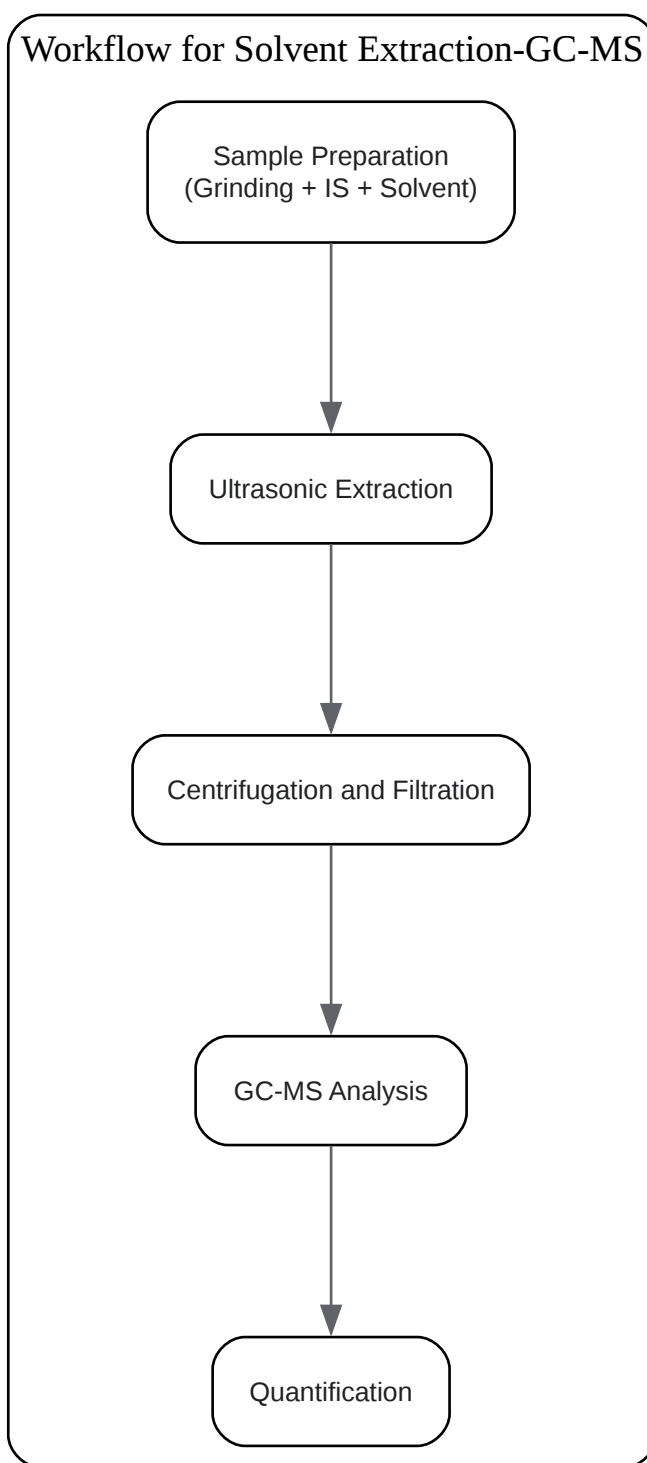 Workflow for Solvent Extraction-GC-MS
Sample Preparation
(Grinding + IS + Solvent)
Ultrasonic Extraction
Centrifugation and Filtration
GC-MS Analysis
Quantification